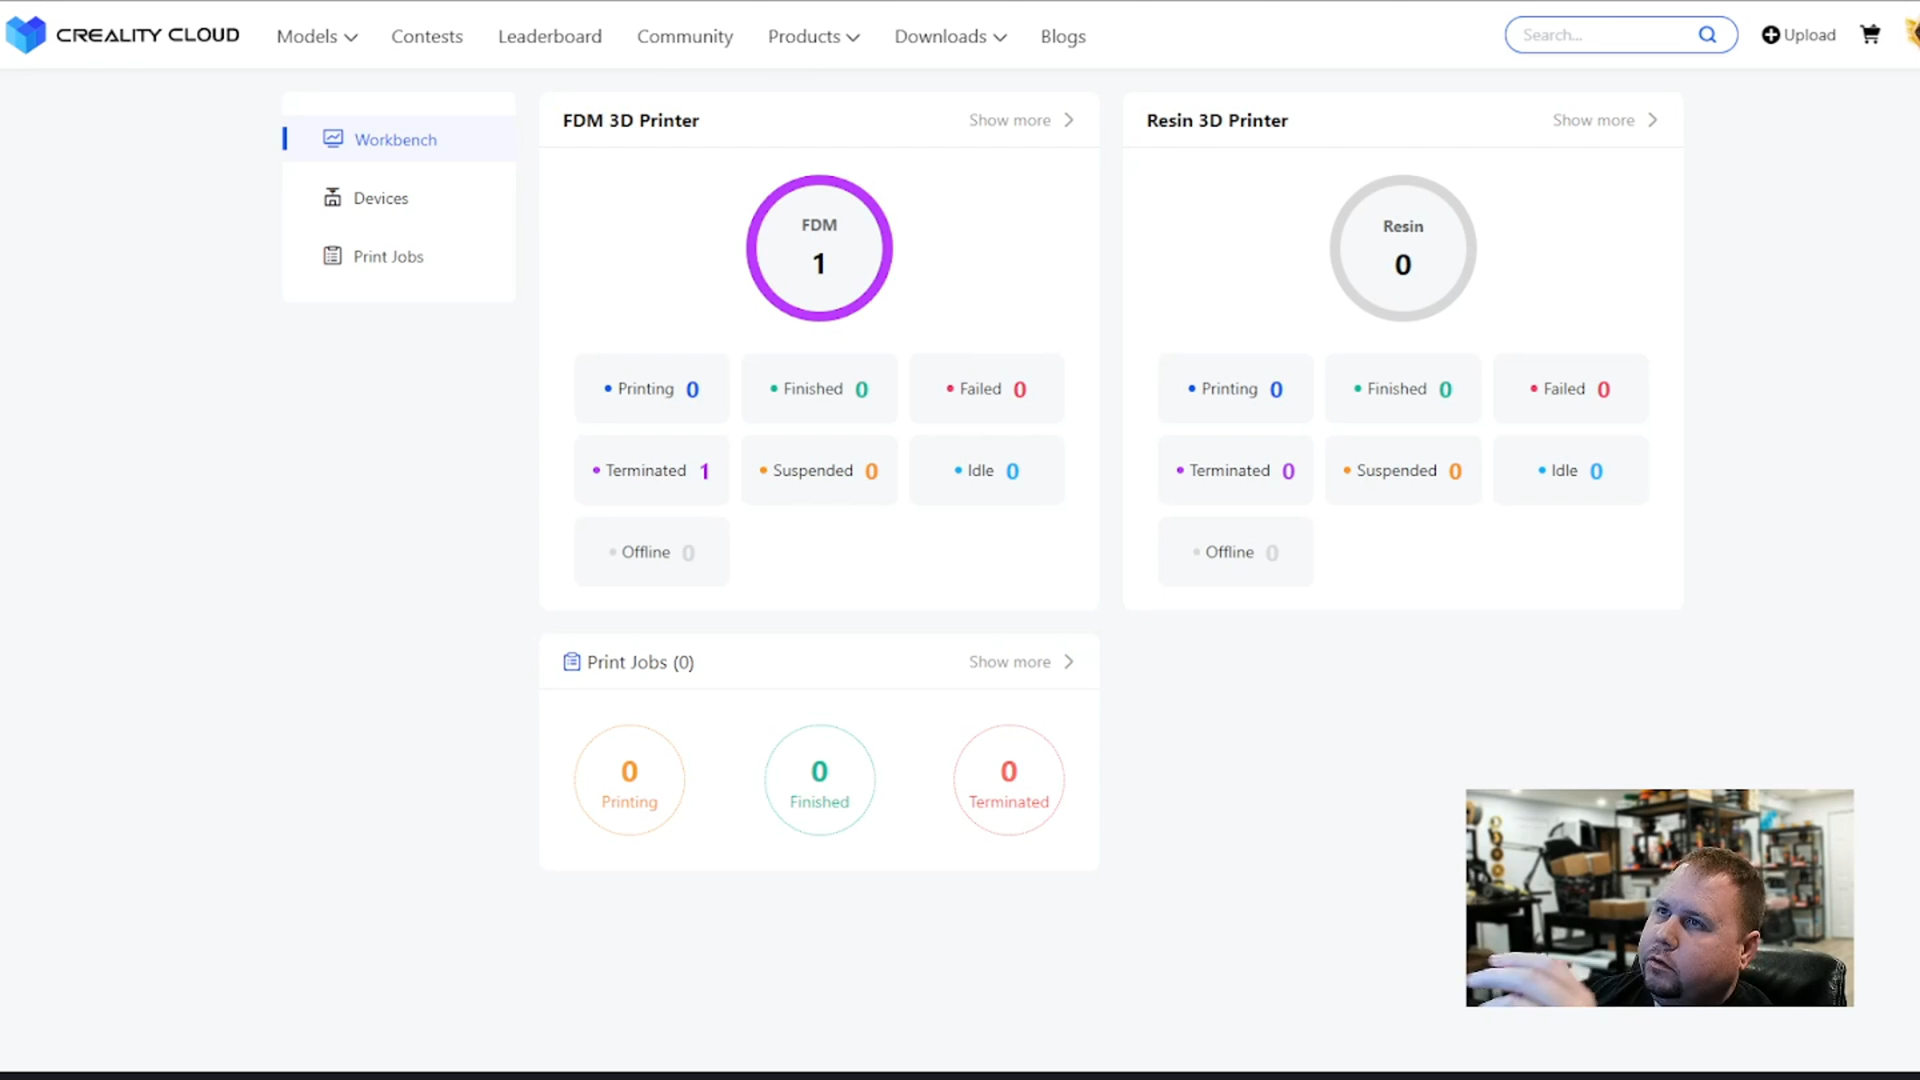 CREALITY CLOUD
Models
Contests
Leaderboard
Community
Products
Downloads
Blogs
Search...
Upload
Workbench
Devices
Print Jobs
FDM 3D Printer
Show more
FDM
1
Printing 0
Finished 0
Failed 0
Terminated 1
Suspended 0
Idle 0
Offline 0
Resin 3D Printer
Show more
Resin
0
Printing 0
Finished 0
Failed 0
Terminated 0
Suspended 0
Idle 0
Offline 0
Print Jobs (0)
Show more
0
Printing
0
Finished
0
Terminated